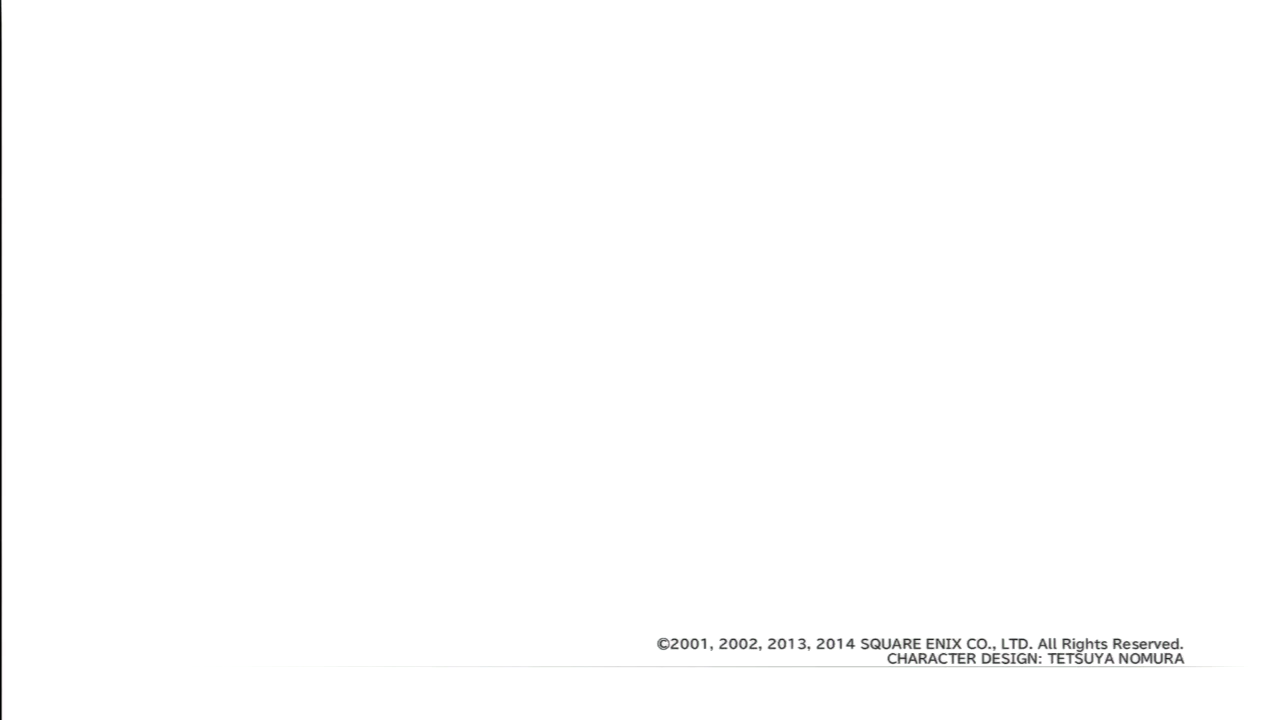 ©2001, 2002, 2013, 2014 SQUARE ENIX CO., LTD. All Rights Reserved.
CHARACTER DESIGN: TETSUYA NOMURA